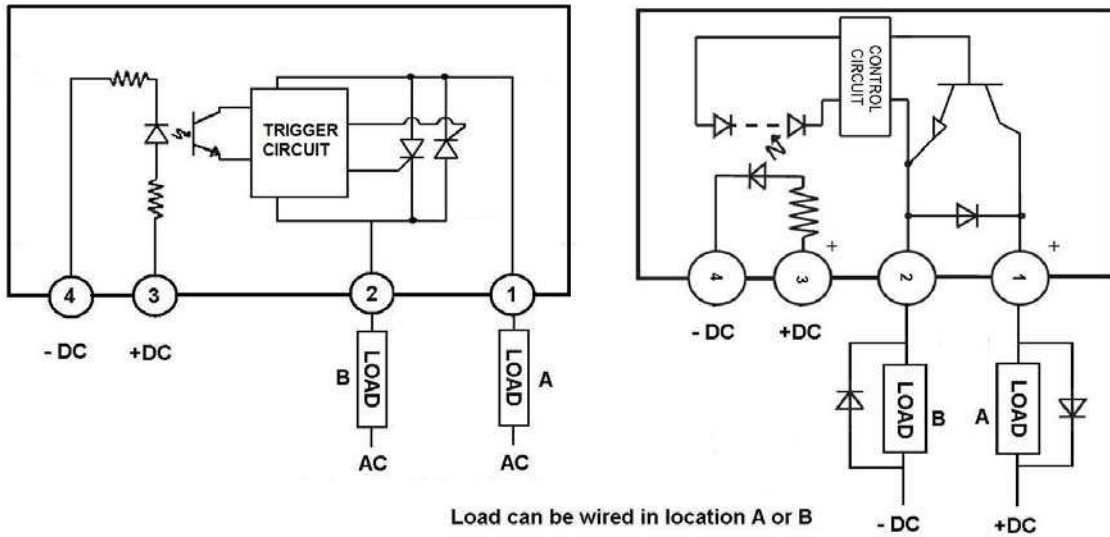 TRIGGER
CIRCUIT
4
3
2
1
- DC
+DC
B
LOAD
LOAD
A
AC
AC
CONTROL
CIRCUIT
+
+
4
3
2
1
- DC
+DC
LOAD
B
A
LOAD
- DC
+DC
Load can be wired in location A or B